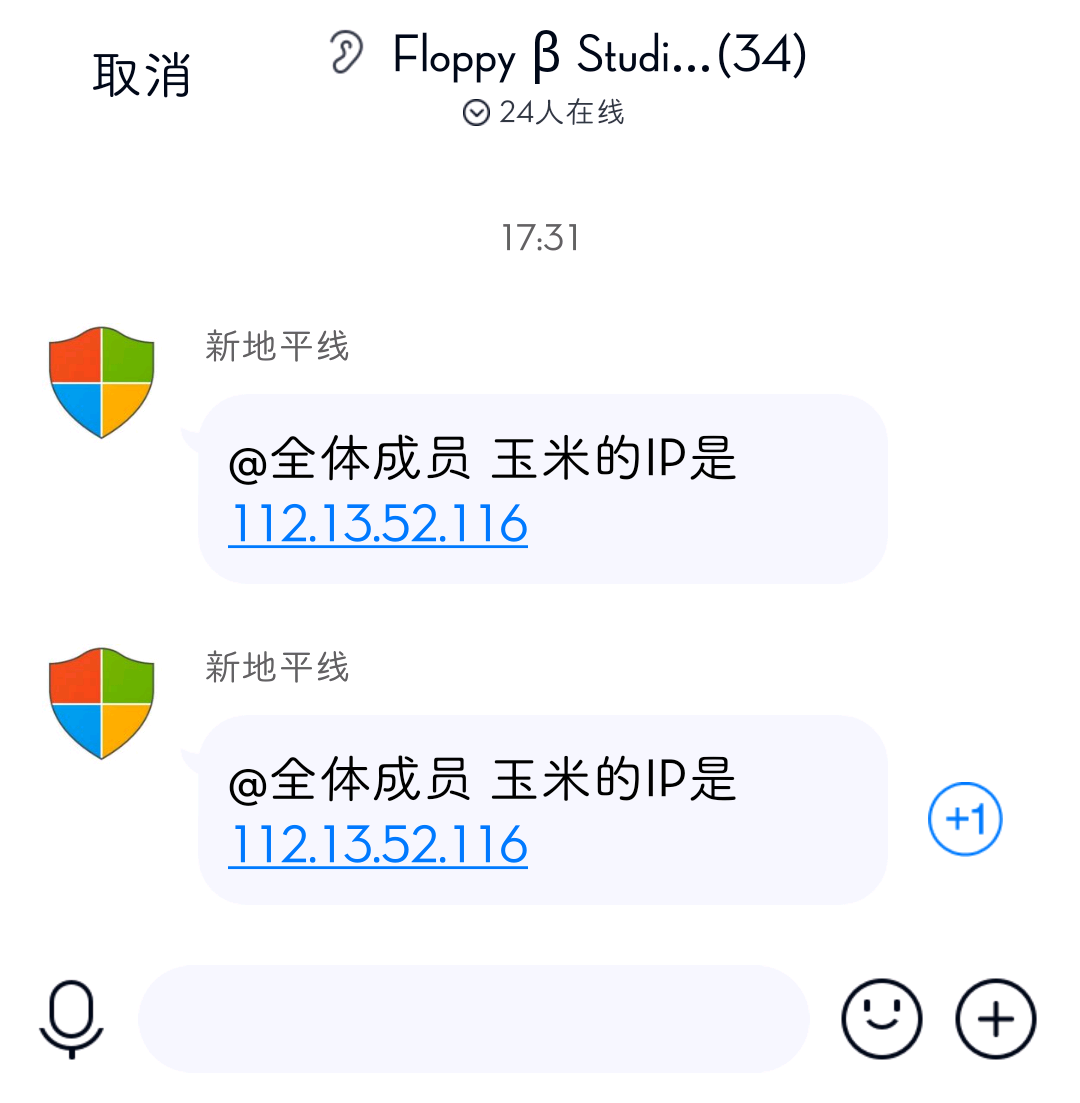 取消
Floppy β Studi...(34)
24人在线
17:31
新地平线
@全体成员 玉米的IP是
112.13.52.116
新地平线
@全体成员 玉米的IP是
112.13.52.116
+1